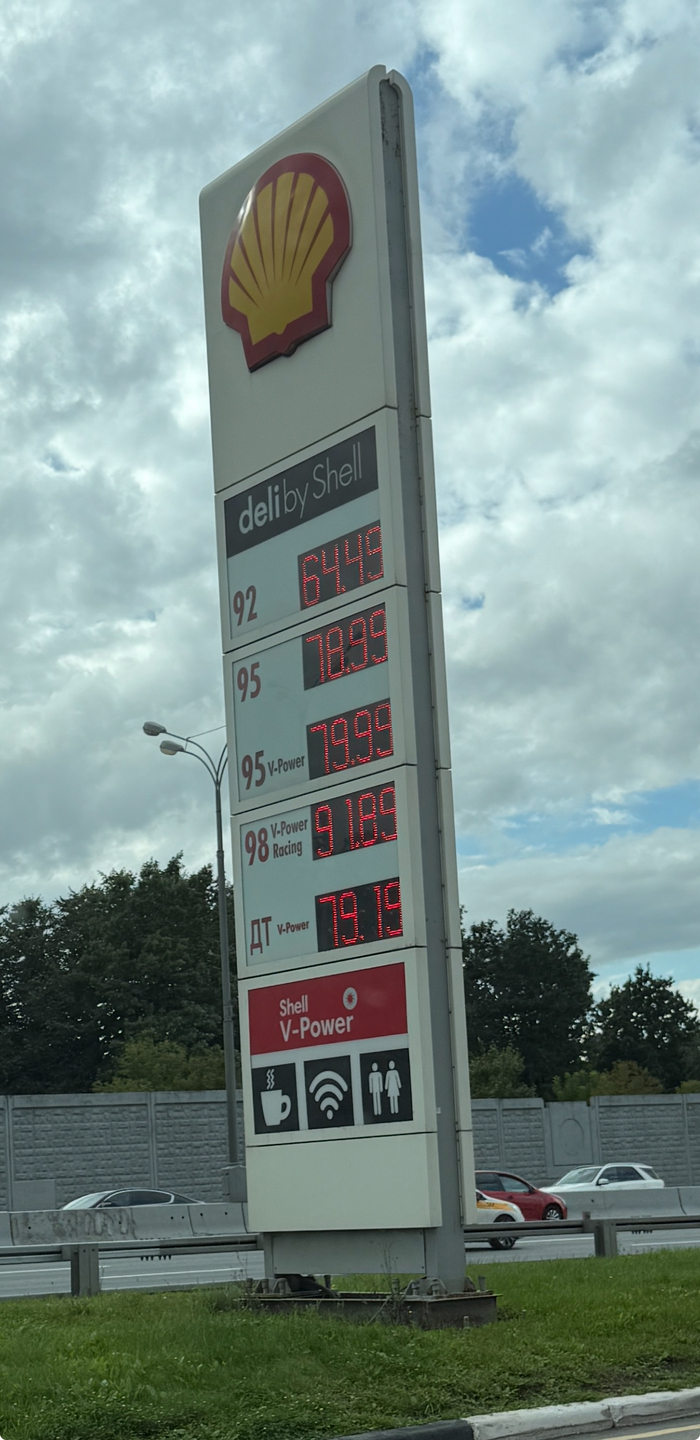 deli by Shell
92 64.49
95 78.99
95 V-Power 79.99
98 V-Power Racing 91.89
ДТ V-Power 79.19
Shell
V-Power